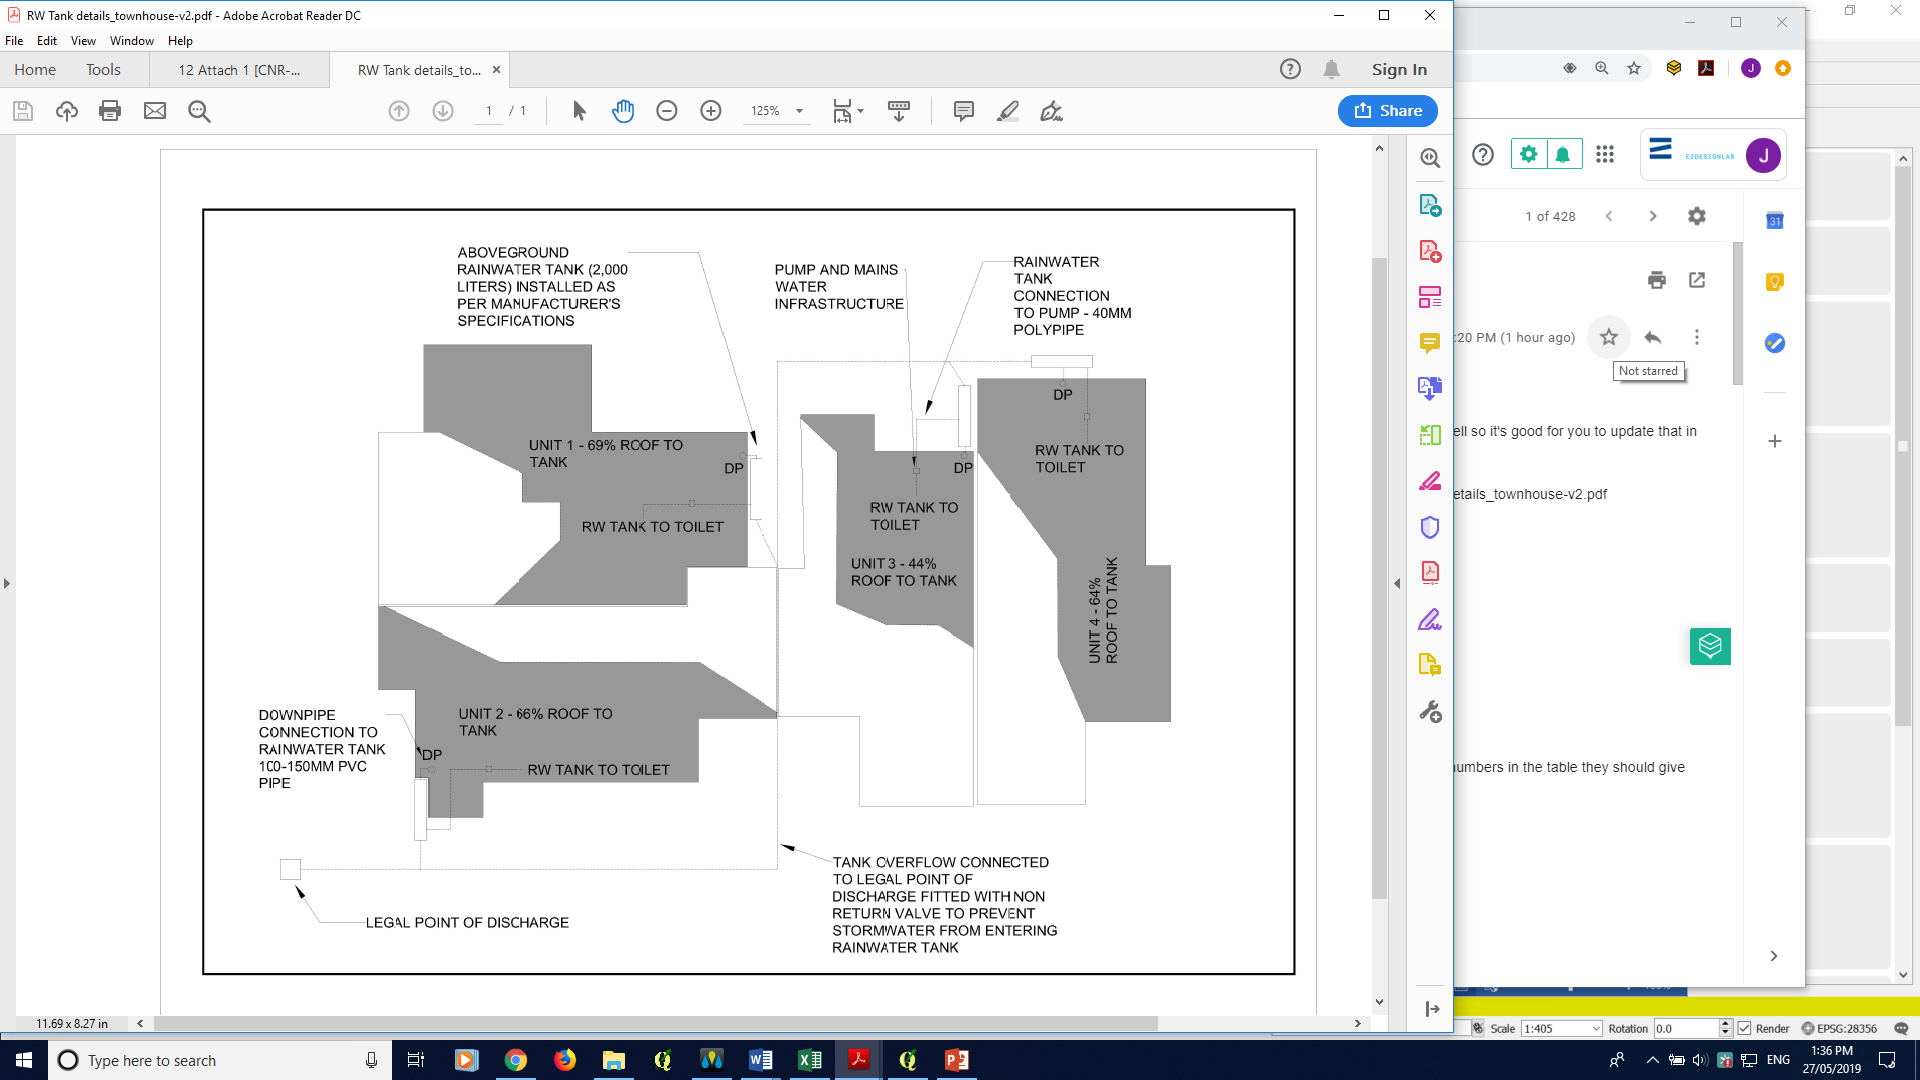 RW Tank details_townhouse-v2.pdf - Adobe Acrobat Reader DC
File Edit View Window Help
Home Tools 12 Attach 1 [CNR-... RW Tank details_to... × Sign In
1 / 1 125% Share
ABOVEGROUND
RAINWATER TANK (2,000
LITERS) INSTALLED AS
PER MANUFACTURER'S
SPECIFICATIONS
PUMP AND MAINS
WATER
INFRASTRUCTURE
RAINWATER
TANK
CONNECTION
TO PUMP - 40MM
POLYPIPE
UNIT 1 - 69% ROOF TO
TANK
DP
RW TANK TO TOILET
DP
RW TANK TO
TOILET
UNIT 3 - 44%
ROOF TO TANK
DP
RW TANK TO
TOILET
UNIT 4 - 64%
ROOF TO TANK
UNIT 2 - 66% ROOF TO
TANK
DP
RW TANK TO TOILET
DOWNPIPE
CONNECTION TO
RAINWATER TANK
100-150MM PVC
PIPE
LEGAL POINT OF DISCHARGE
TANK OVERFLOW CONNECTED
TO LEGAL POINT OF
DISCHARGE FITTED WITH NON
RETURN VALVE TO PREVENT
STORMWATER FROM ENTERING
RAINWATER TANK
11.69 x 8.27 in
J
E2DESIGNLAB J
1 of 428
31
:20 PM (1 hour ago)
Not starred
ell so it's good for you to update that in
etails_townhouse-v2.pdf
umbers in the table they should give
Scale 1:405 Rotation 0.0 Render EPSG:28356
Type here to search
ENG
1:36 PM
27/05/2019